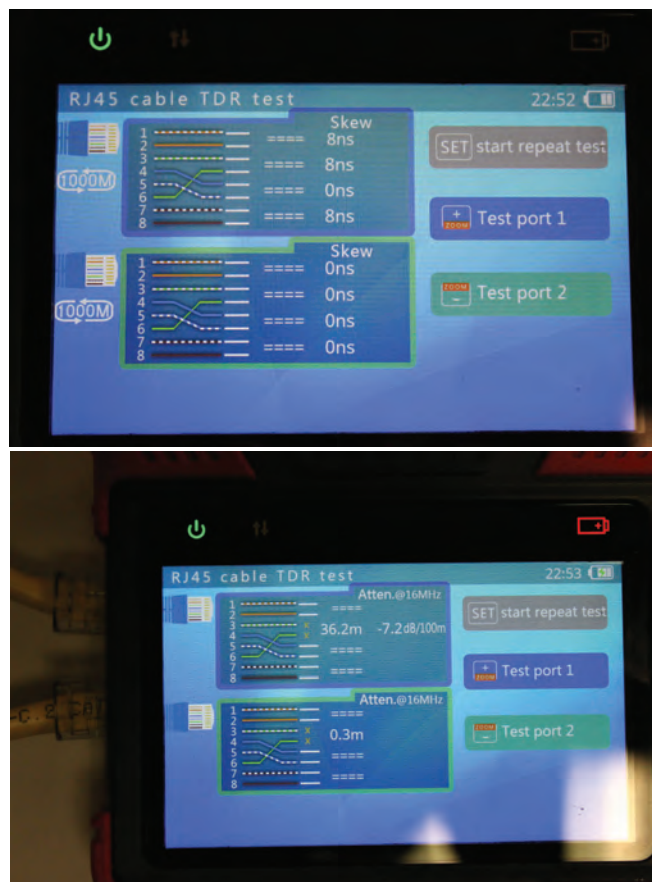 RJ45 cable TDR test 22:52
Skew
1
2 ==== 8ns
3
4 ==== 8ns
5
6 ==== 0ns
7
8 ==== 8ns
1000M
SET start repeat test
+ ZOOM Test port 1
Skew
1
2 ==== 0ns
3
4 ==== 0ns
5
6 ==== 0ns
7
8 ==== 0ns
1000M
ZOOM - Test port 2
RJ45 cable TDR test 22:53
Atten.@16MHz
1
2 ====
3 x
4 x 36.2m -7.2dB/100m
5
6 ====
7
8 ====
SET start repeat test
+ ZOOM Test port 1
Atten.@16MHz
1
2 ====
3 x
4 x 0.3m
5
6 ====
7
8 ====
ZOOM - Test port 2